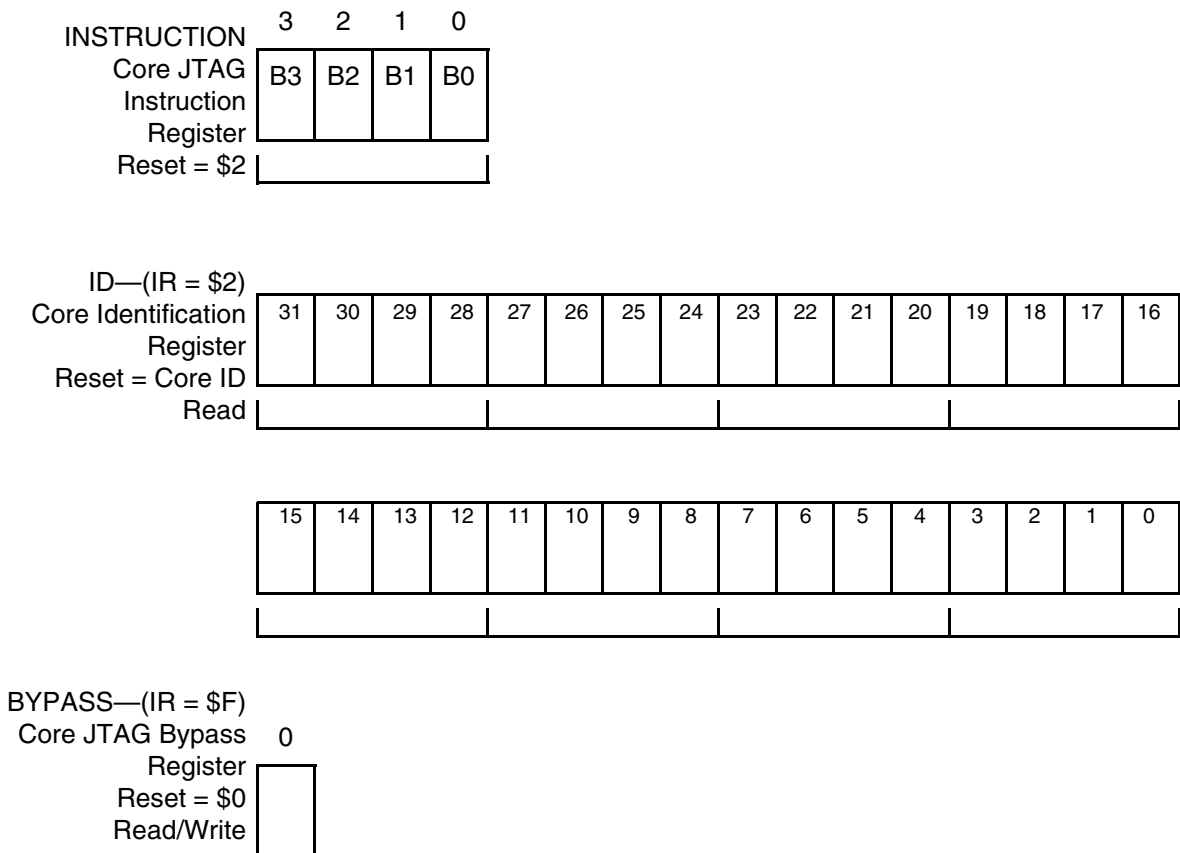 3 2 1 0
INSTRUCTION
Core JTAG
B3 B2 B1 B0
Instruction
Register
Reset = $2
ID—(IR = $2)
Core Identification
31 30 29 28 27 26 25 24 23 22 21 20 19 18 17 16
Register
Reset = Core ID
Read
15 14 13 12 11 10 9 8 7 6 5 4 3 2 1 0
BYPASS—(IR = $F)
Core JTAG Bypass
0
Register
Reset = $0
Read/Write